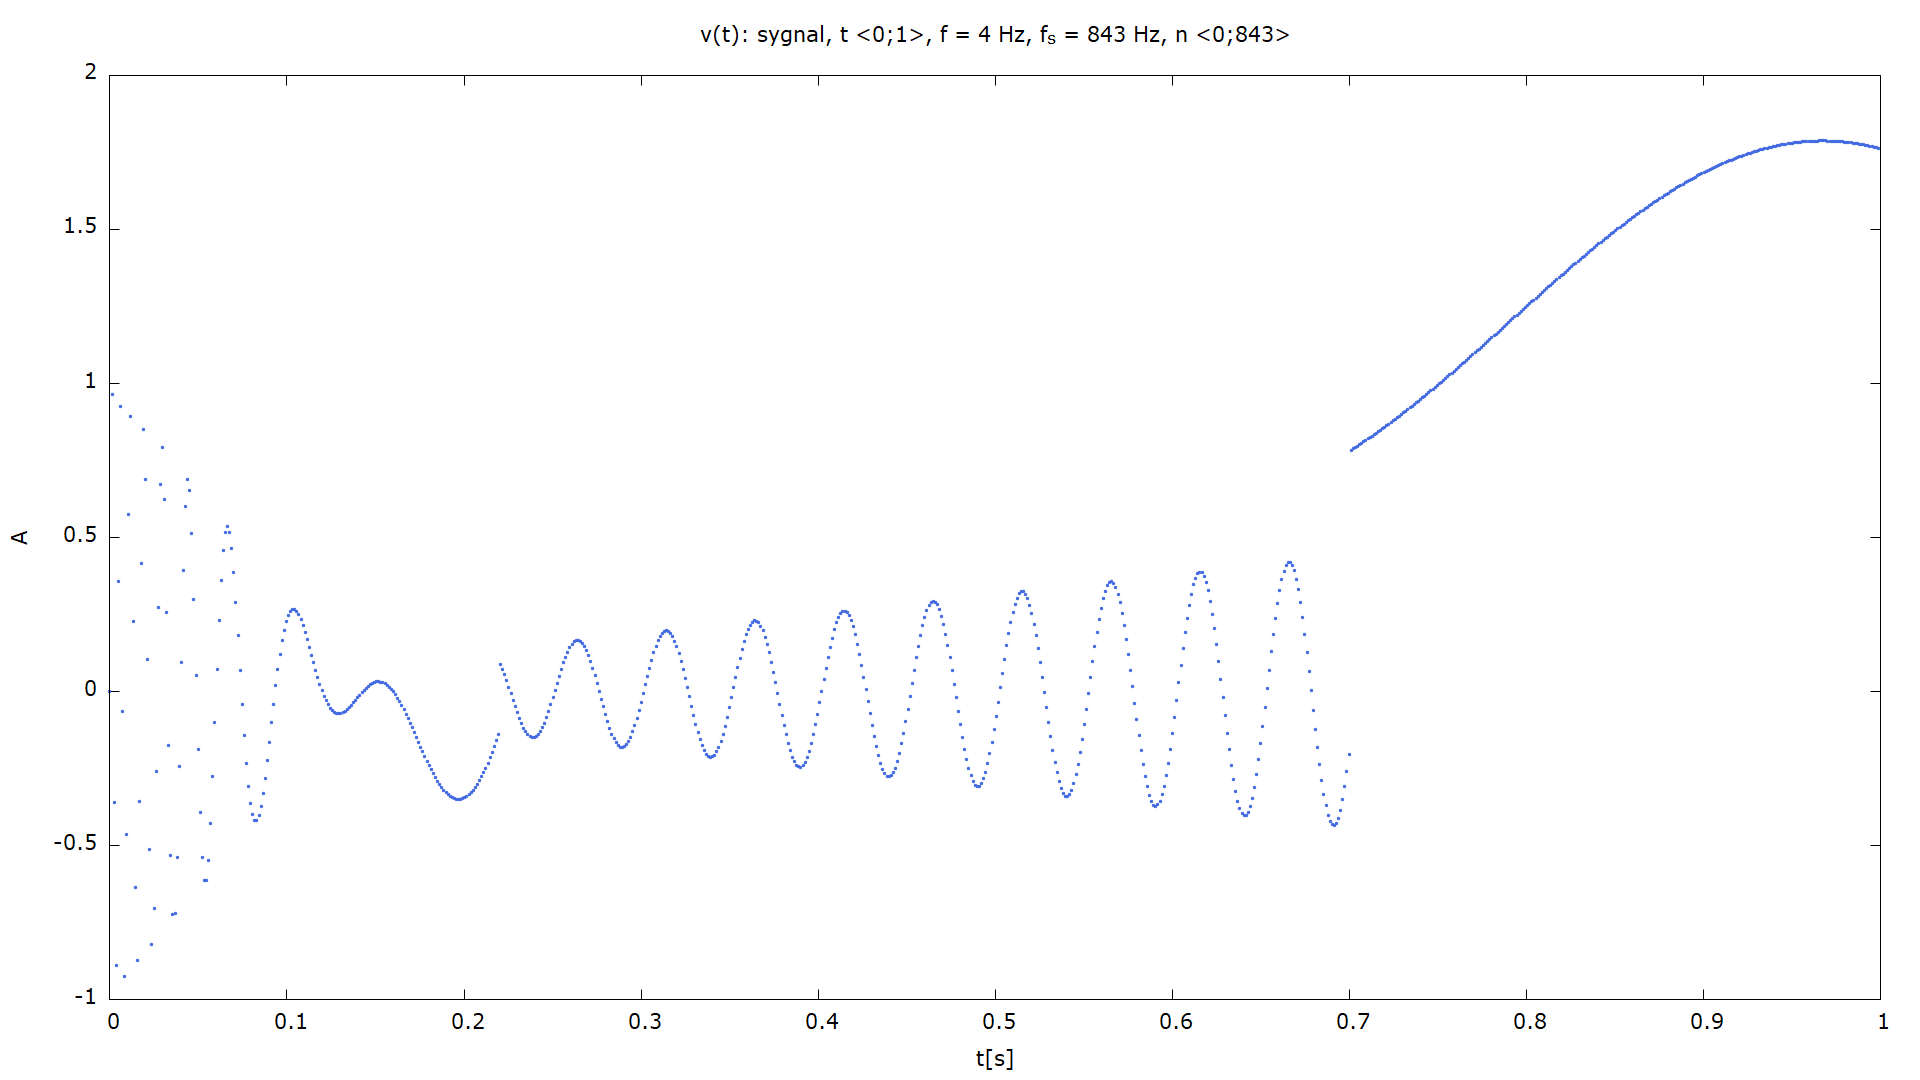 v(t): sygnal, t <0;1>, f = 4 Hz, fₛ = 843 Hz, n <0;843>
2
1.5
1
0.5
0
-0.5
-1
A
0 0.1 0.2 0.3 0.4 0.5 0.6 0.7 0.8 0.9 1
t[s]